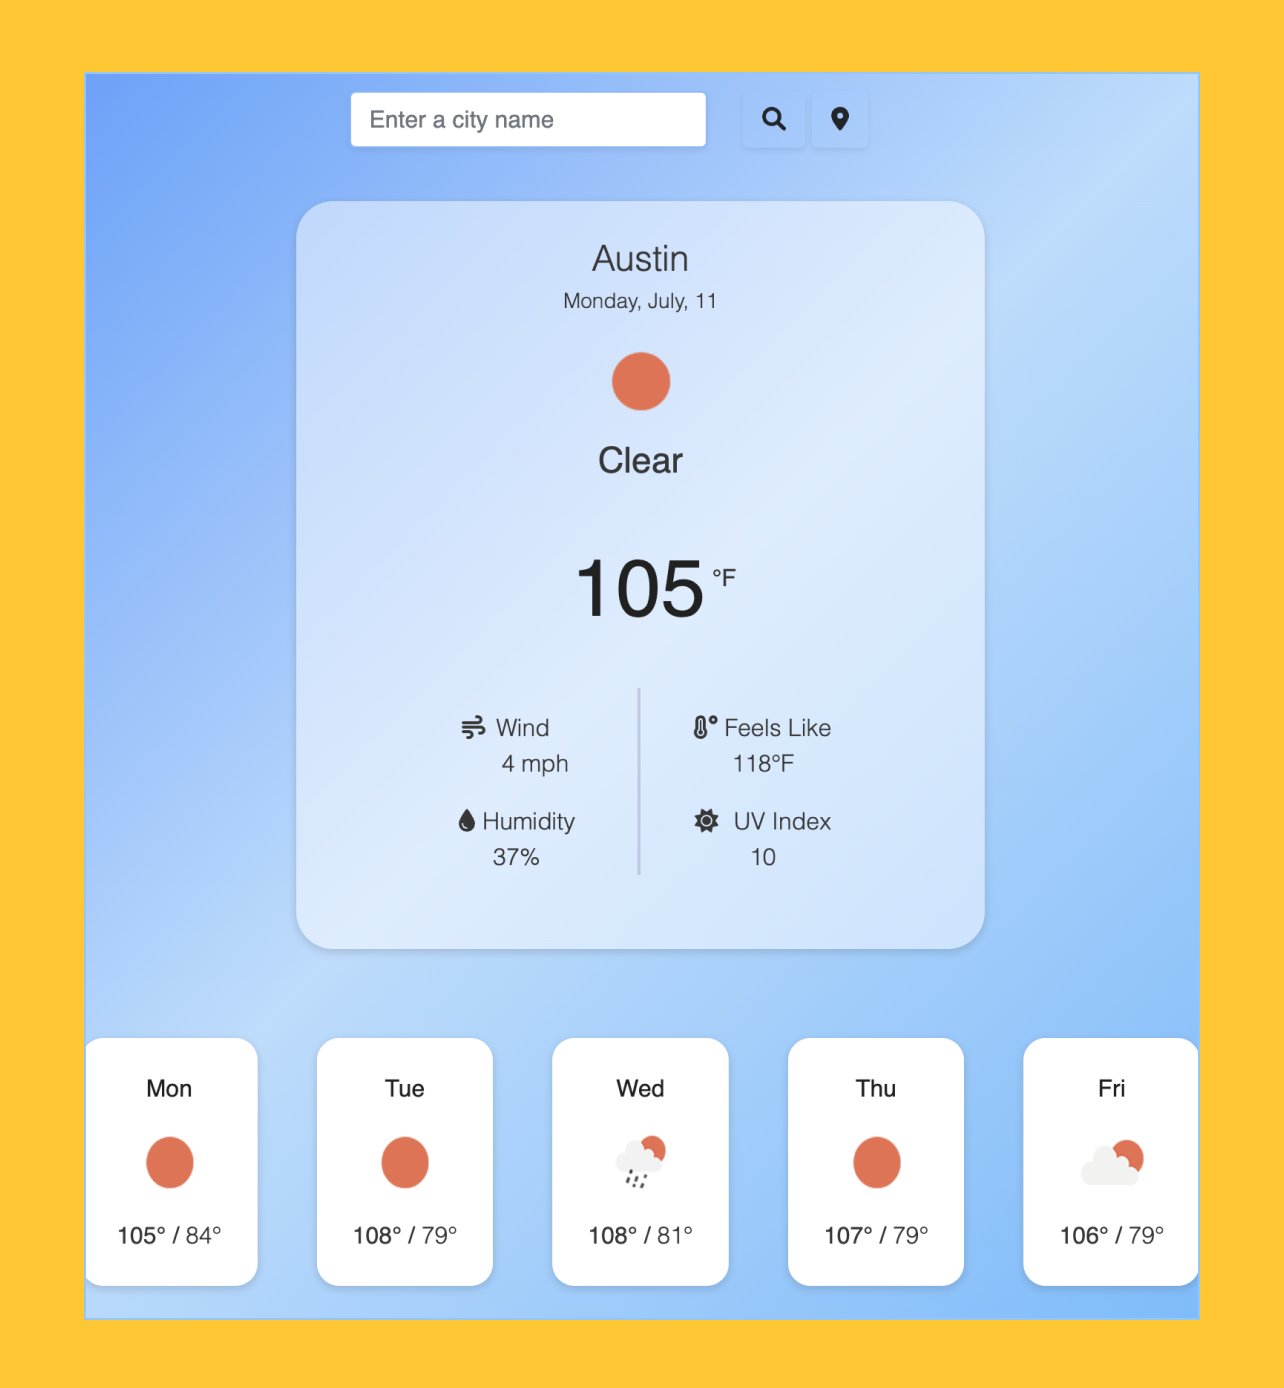 Enter a city name
Austin
Monday, July, 11
Clear
105 °F
Wind
4 mph
Feels Like
118°F
Humidity
37%
UV Index
10
Mon
105° / 84°
Tue
108° / 79°
Wed
108° / 81°
Thu
107° / 79°
Fri
106° / 79°